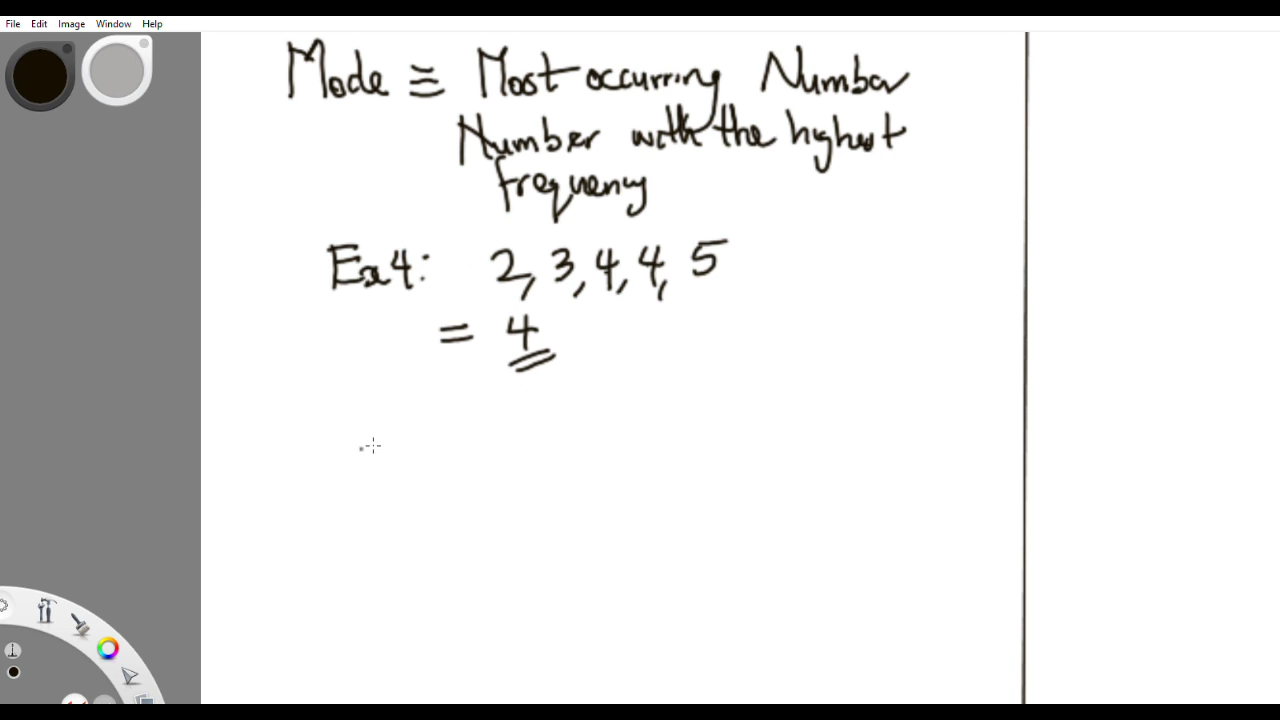 File Edit Image Window Help
Mode ≡ Most occurring Number
Number with the highest
frequency
Ex4: 2, 3, 4, 4, 5
= 4